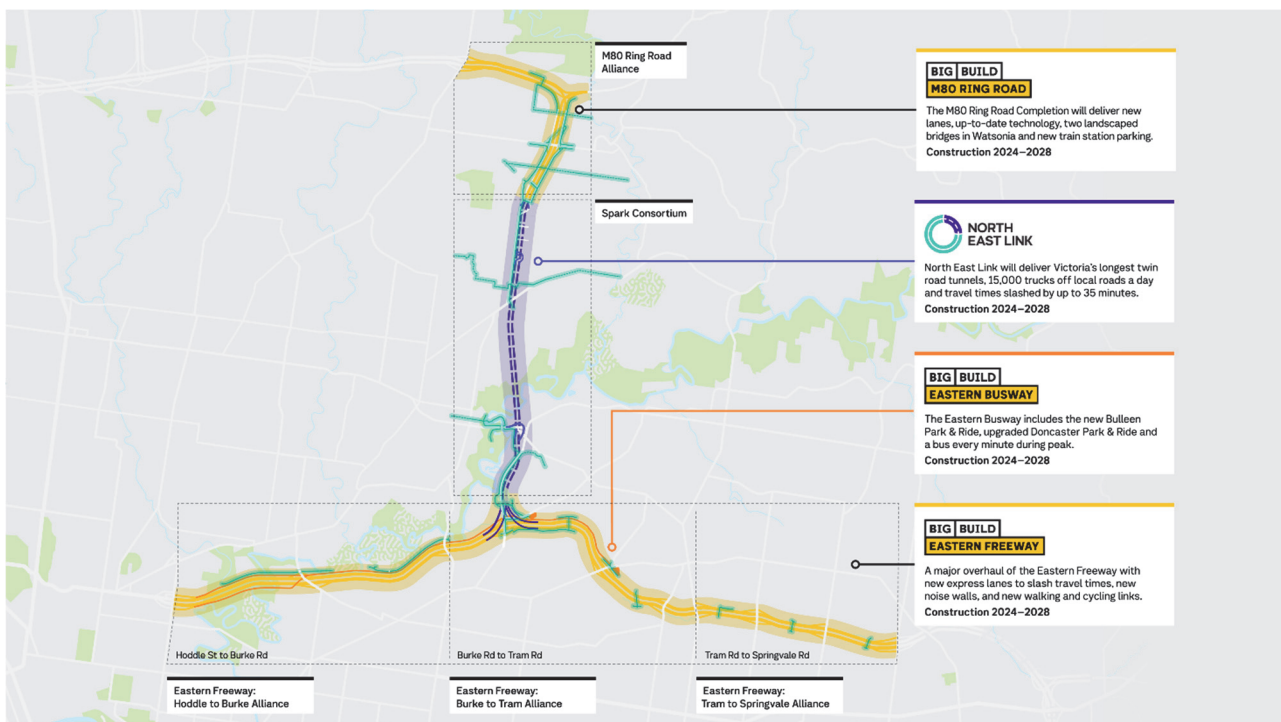 M80 Ring Road
Alliance
BIG BUILD
M80 RING ROAD
The M80 Ring Road Completion will deliver new
lanes, up-to-date technology, two landscaped
bridges in Watsonia and new train station parking.
Construction 2024–2028
Spark Consortium
NORTH
EAST LINK
North East Link will deliver Victoria's longest twin
road tunnels, 15,000 trucks off local roads a day
and travel times slashed by up to 35 minutes.
Construction 2024–2028
BIG BUILD
EASTERN BUSWAY
The Eastern Busway includes the new Bulleen
Park & Ride, upgraded Doncaster Park & Ride and
a bus every minute during peak.
Construction 2024–2028
BIG BUILD
EASTERN FREEWAY
A major overhaul of the Eastern Freeway with
new express lanes to slash travel times, new
noise walls, and new walking and cycling links.
Construction 2024–2028
Hoddle St to Burke Rd
Burke Rd to Tram Rd
Tram Rd to Springvale Rd
Eastern Freeway:
Hoddle to Burke Alliance
Eastern Freeway:
Burke to Tram Alliance
Eastern Freeway:
Tram to Springvale Alliance